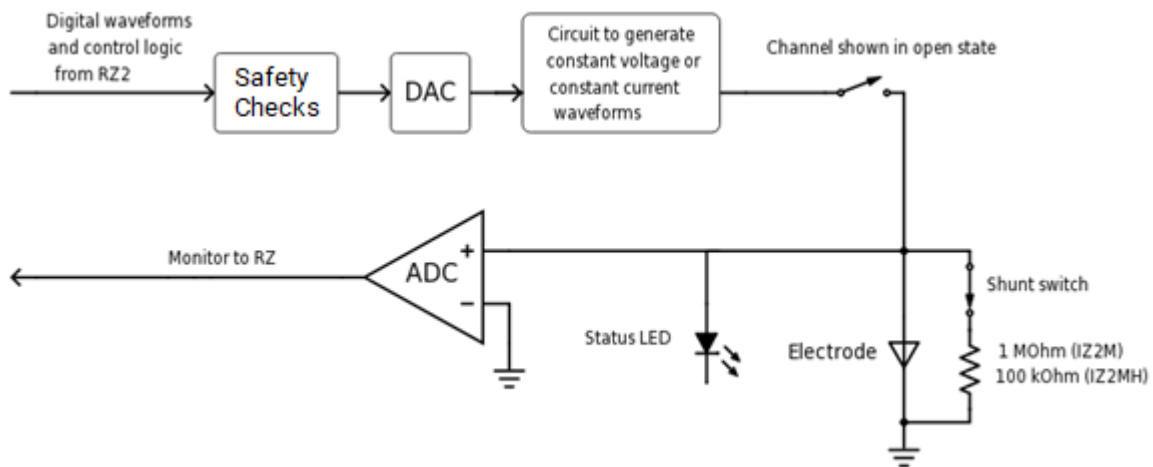 Digital waveforms
and control logic
from RZ2
Safety
Checks
DAC
Circuit to generate
constant voltage or
constant current
waveforms
Channel shown in open state
Monitor to RZ
ADC
+
−
Status LED
Electrode
Shunt switch
1 MOhm (IZ2M)
100 kOhm (IZ2MH)